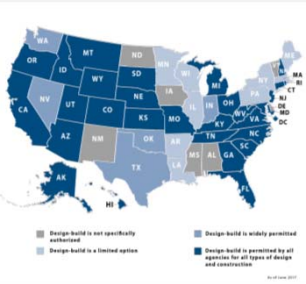 WA
ME
MT
ND
MN
OR
VT
ID
SD
WI
NY
MA
WY
MI
RI
CT
NE
IA
PA
NJ
NV
OH
DE
UT
IL
IN
MD
CO
WV
DC
CA
KS
MO
VA
KY
NC
AZ
NM
OK
AR
TN
SC
MS
AL
GA
TX
LA
AK
FL
HI
Design-build is not specifically
authorized
Design-build is a limited option
Design-build is widely permitted
Design-build is permitted by all
agencies for all types of design
and construction
As of June 2017